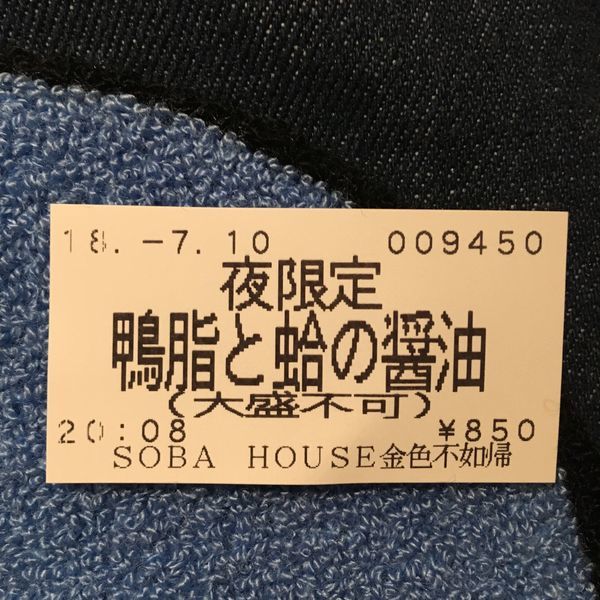 18.-7.10 009450
夜限定
鴨脂と蛤の醤油
(大盛不可)
20:08 ¥850
SOBA HOUSE金色不如帰